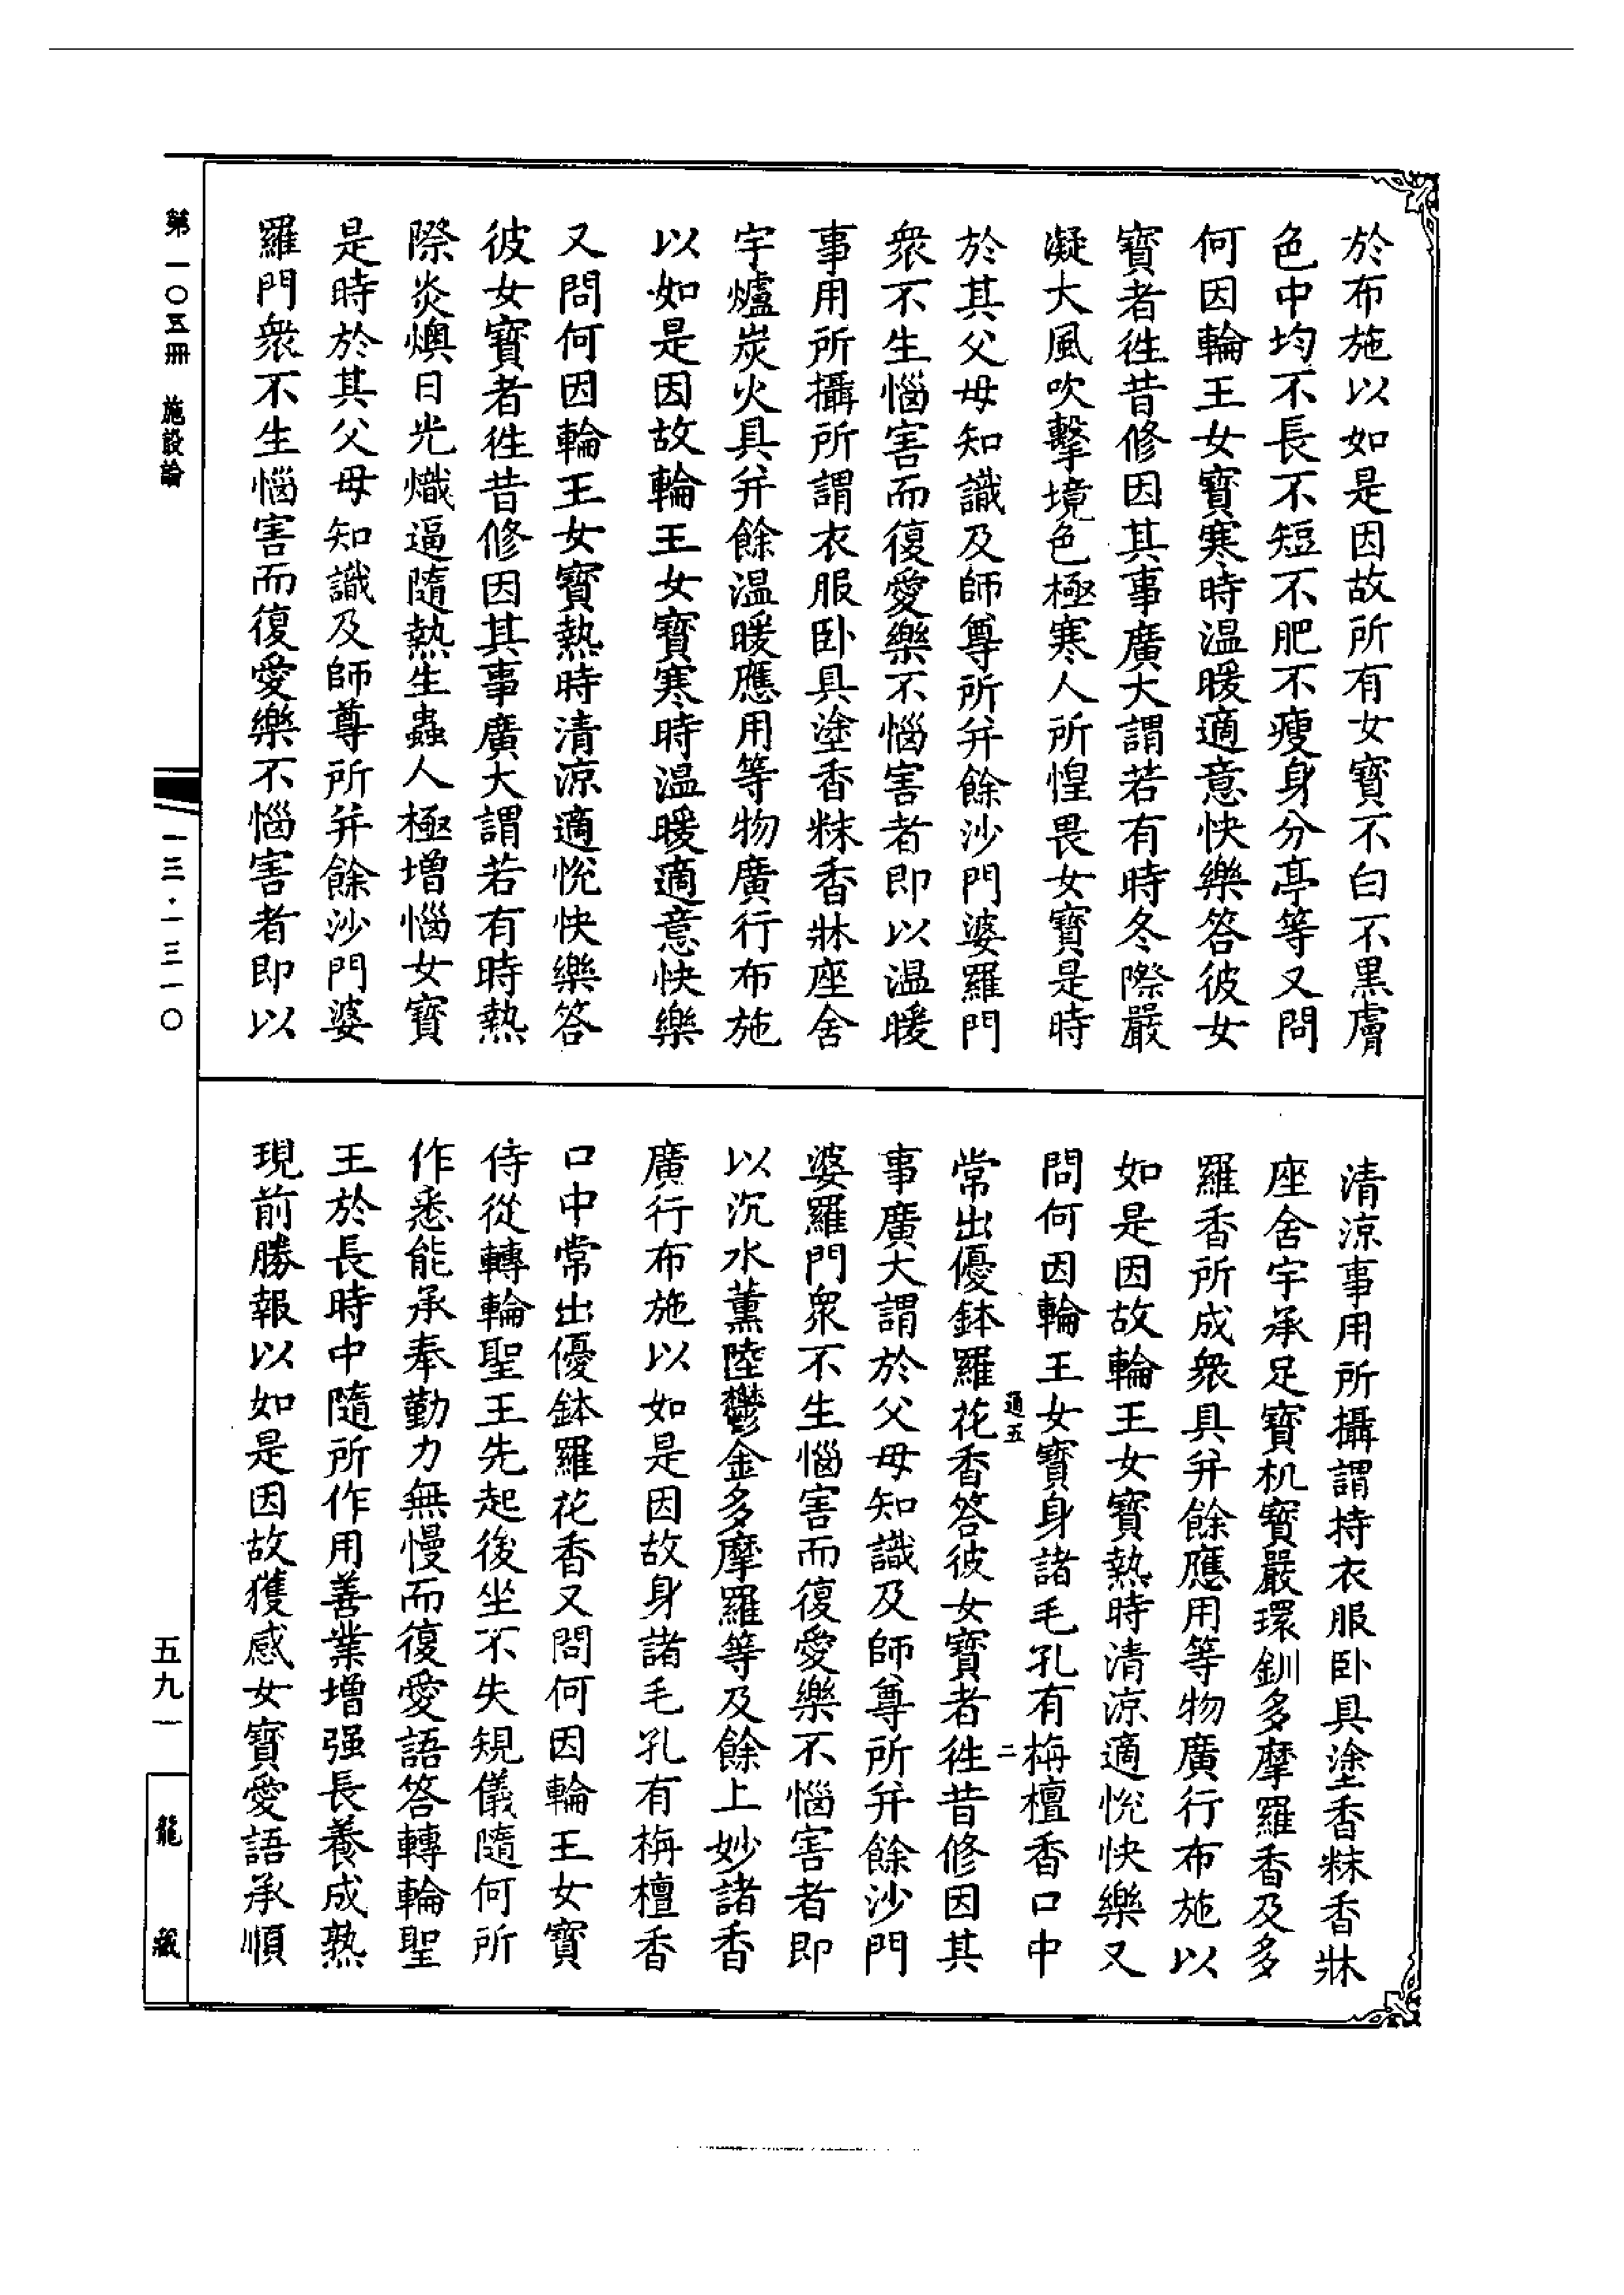 於布施以如是因故所有女寶不白不黑膚
色中均不長不短不肥不瘦身分亭等又問
何因輪王女寶寒時温暖適意快樂答彼女
寶者徃昔修因其事廣大謂若有時冬際嚴
凝大風吹擊境色極寒人所惶畏女寶是時
於其父母知識及師尊所并餘沙門婆羅門
衆不生惱害而復愛樂不惱害者即以温暖
事用所攝所謂衣服卧具塗香粖香牀座舍
宇爐炭火具并餘温暖應用等物廣行布施
以如是因故輪王女寶寒時温暖適意快樂
又問何因輪王女寶熱時清涼適悅快樂答
彼女寶者徃昔修因其事廣大謂若有時熱
際炎燠日光熾逼隨熱生蟲人極增惱女寶
是時於其父母知識及師尊所并餘沙門婆
羅門衆不生惱害而復愛樂不惱害者即以
清涼事用所攝謂持衣服卧具塗香粖香牀
座舍宇承足寶机寶嚴環釧多摩羅香及多
羅香所成衆具并餘應用等物廣行布施以
如是因故輪王女寶熱時清涼適悅快樂又
問何因輪王女寶身諸毛孔有栴檀香口中
通五 二
常出優鉢羅花香答彼女寶者徃昔修因其
事廣大謂於父母知識及師尊所并餘沙門
婆羅門衆不生惱害而復愛樂不惱害者即
以沉水薰陸鬱金多摩羅等及餘上妙諸香
廣行布施以如是因故身諸毛孔有栴檀香
口中常出優鉢羅花香又問何因輪王女寶
侍從轉輪聖王先起後坐不失規儀隨何所
作悉能承奉勤力無慢而復愛語答轉輪聖
王於長時中隨所作用善業增强長養成熟
現前勝報以如是因故獲感女寶愛語承順
第一〇五冊 施設論
一三·一三一〇
五九一
龍藏